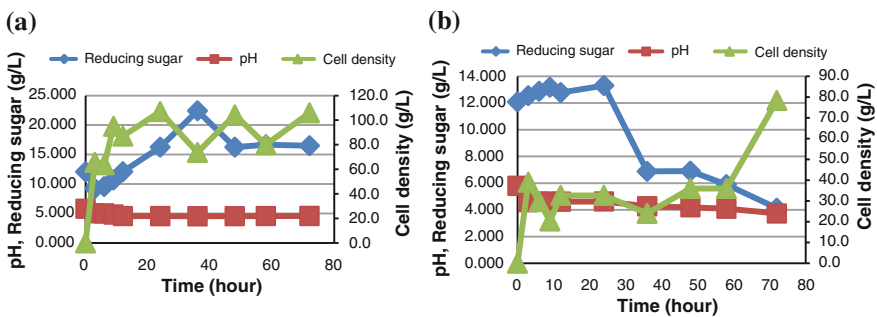 (a)
Reducing sugar pH Cell density
pH, Reducing sugar (g/L)
25.000
20.000
15.000
10.000
5.000
0.000
120.0
100.0
80.0
60.0
40.0
20.0
0.0
Cell density (g/L)
0 20 40 60 80
Time (hour)
(b)
Reducing sugar pH Cell density
pH, Reducing sugar (g/L)
14.000
12.000
10.000
8.000
6.000
4.000
2.000
0.000
90.0
80.0
70.0
60.0
50.0
40.0
30.0
20.0
10.0
0.0
Cell density (g/L)
0 10 20 30 40 50 60 70 80
Time (hour)